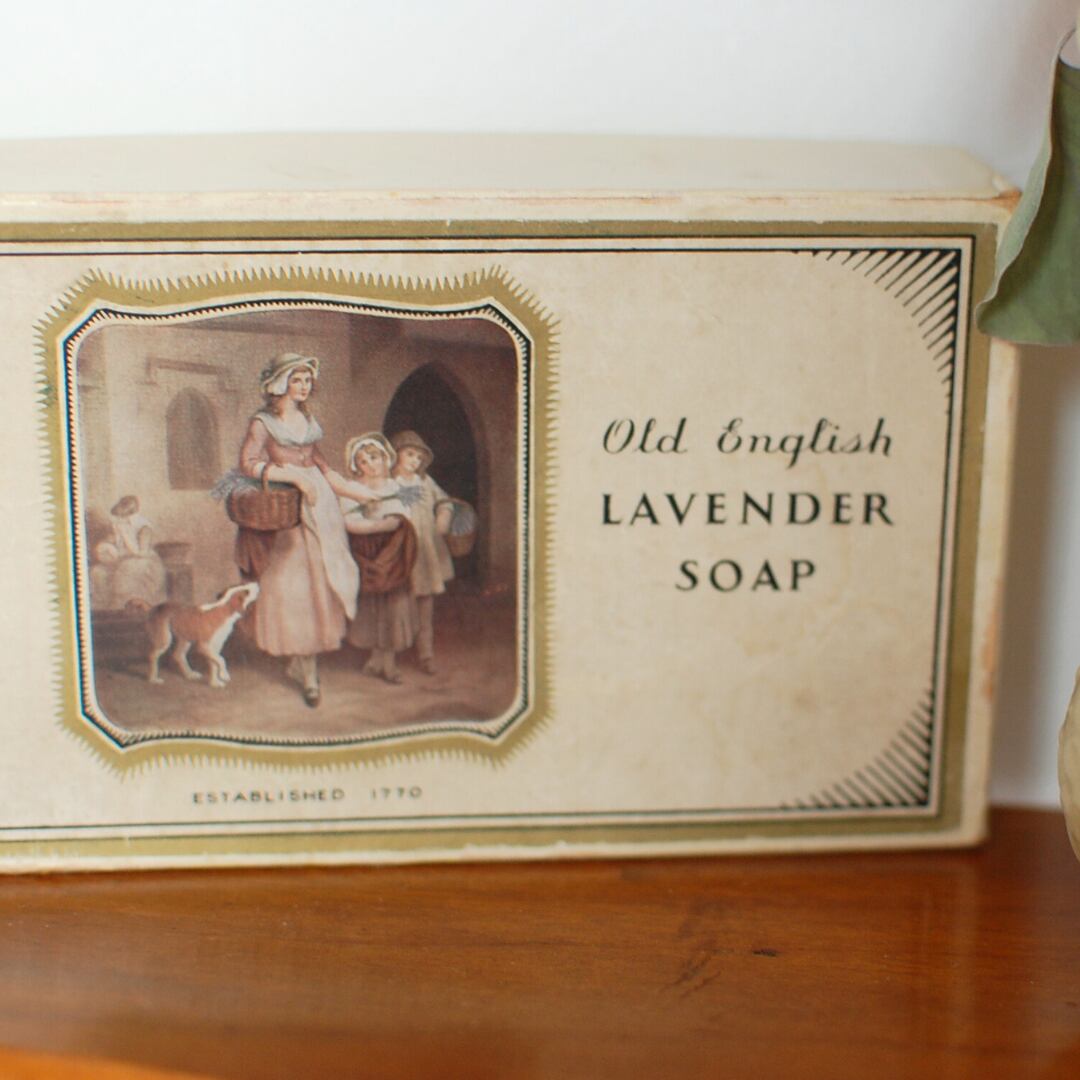 Old English
LAVENDER
SOAP
ESTABLISHED 1770